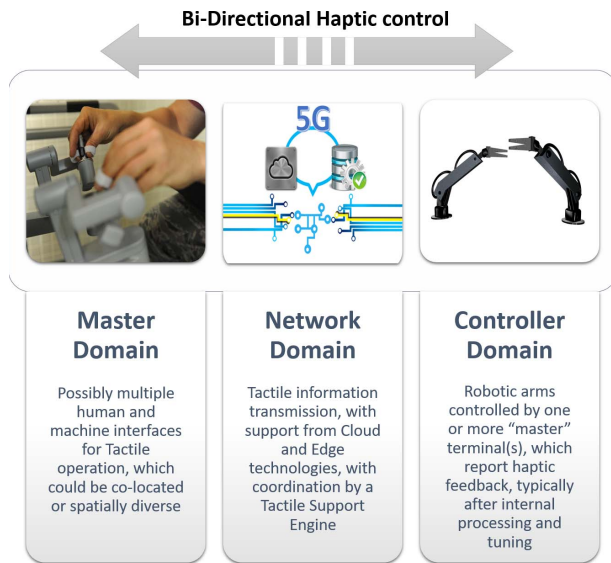 Bi-Directional Haptic control
5G
Master
Domain
Possibly multiple
human and
machine interfaces
for Tactile
operation, which
could be co-located
or spatially diverse
Network
Domain
Tactile information
transmission, with
support from Cloud
and Edge
technologies, with
coordination by a
Tactile Support
Engine
Controller
Domain
Robotic arms
controlled by one
or more “master”
terminal(s), which
report haptic
feedback, typically
after internal
processing and
tuning